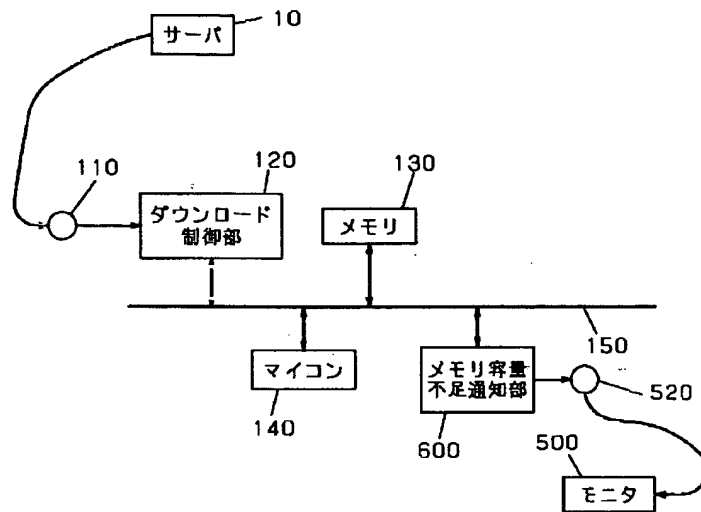 サーバ
10
110
120
ダウンロード
制御部
130
メモリ
150
マイコン
140
メモリ容量
不足通知部
600
520
500
モニタ